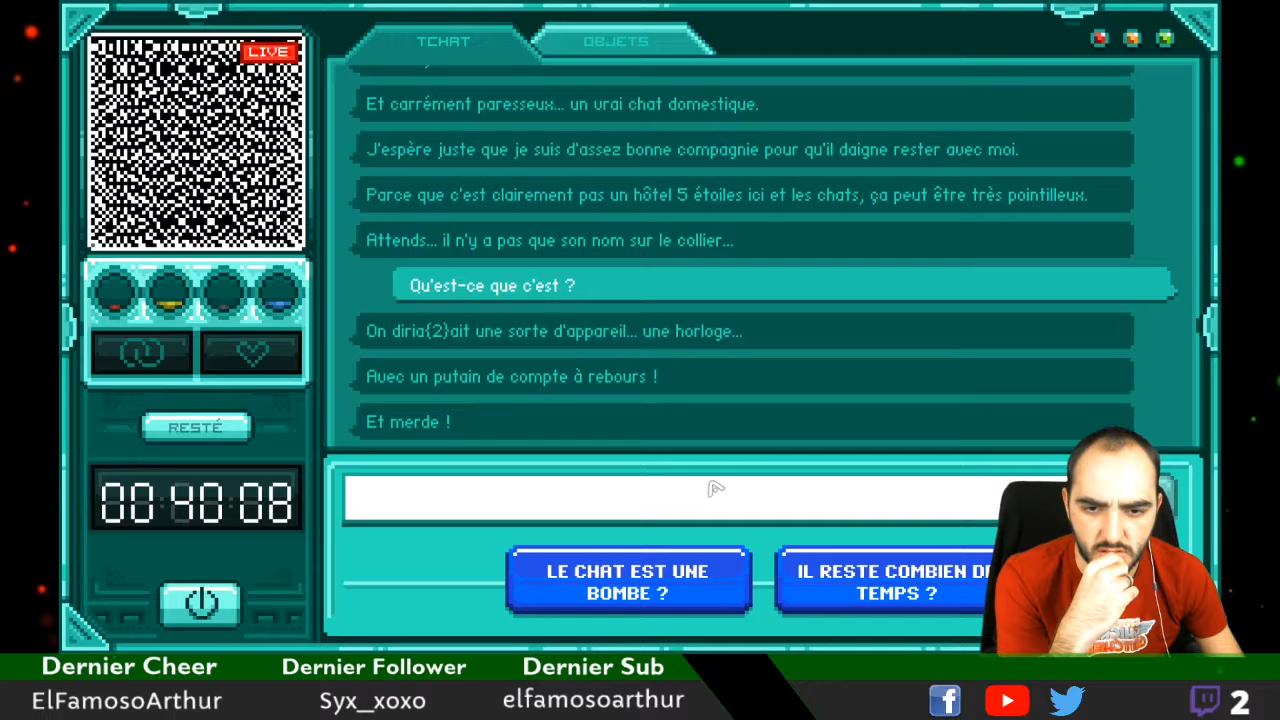 LIVE
TCHAT
OBJETS
Et carrément paresseux... un vrai chat domestique.
J'espère juste que je suis d'assez bonne compagnie pour qu'il daigne rester avec moi.
Parce que c'est clairement pas un hôtel 5 étoiles ici et les chats, ça peut être très pointilleux.
Attends... il n'y a pas que son nom sur le collier...
Qu'est-ce que c'est ?
On diria{2}ait une sorte d'appareil... une horloge...
Avec un putain de compte à rebours !
Et merde !
RESTÉ
00:40:08
LE CHAT EST UNE
BOMBE ?
IL RESTE COMBIEN DE
TEMPS ?
Dernier Cheer
Dernier Follower
Dernier Sub
ElFamosoArthur
Syx_xoxo
elfamosoarthur
2